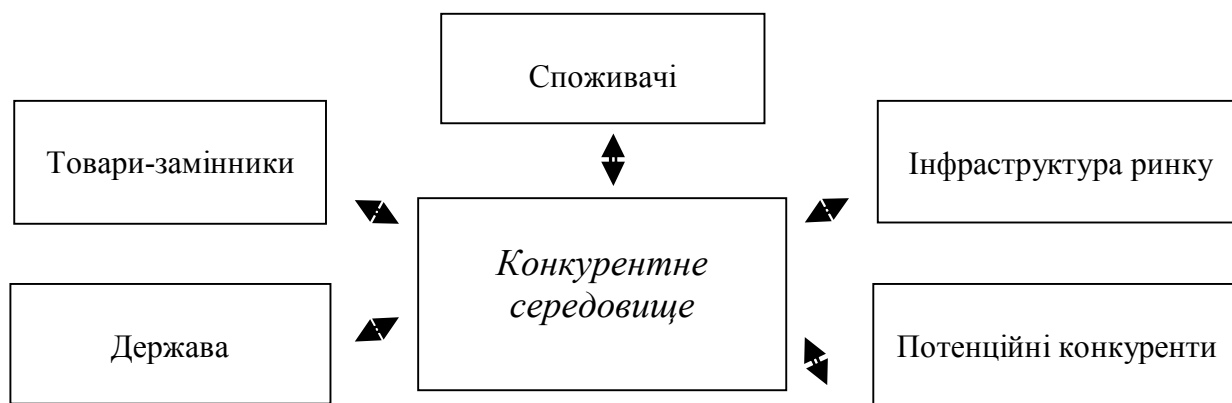 Споживачі
Товари-замінники
Інфраструктура ринку
Конкурентне
середовище
Держава
Потенційні конкуренти